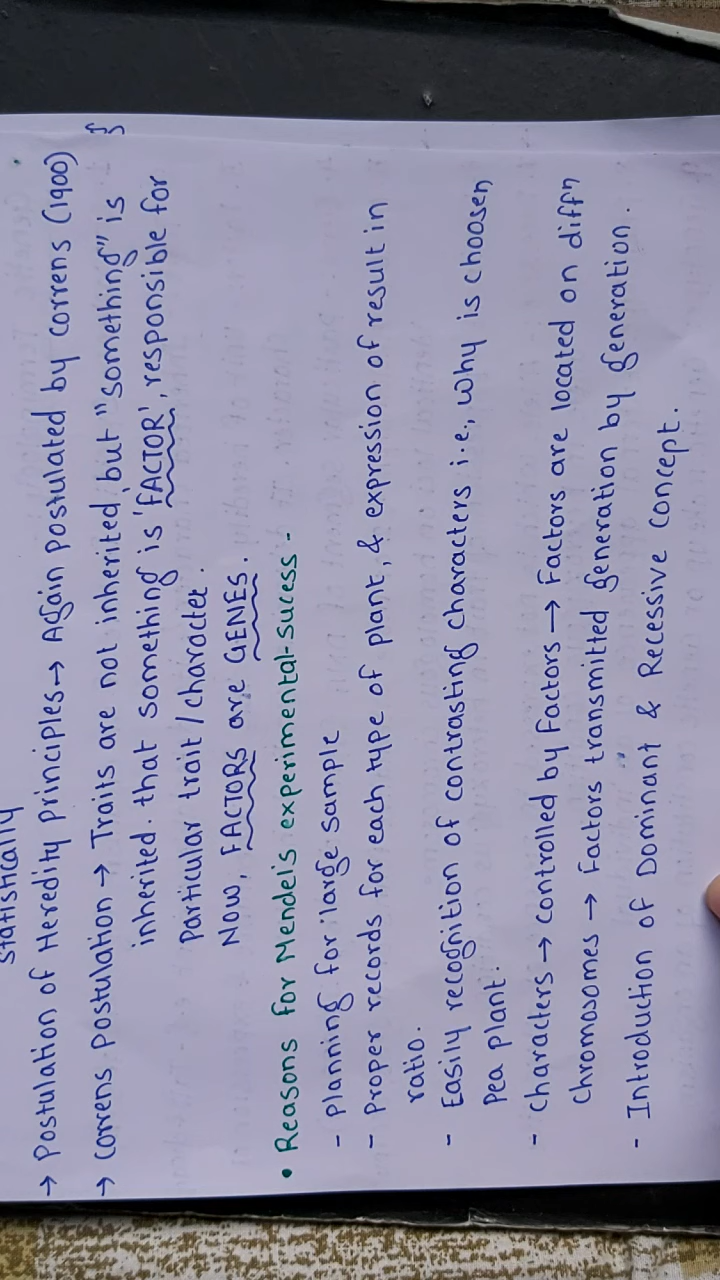 statistically
→ Postulation of Heredity principles → Again postulated by correns (1900)
→ Correns postulation → Traits are not inherited, but "something" is
inherited. that something is 'FACTOR', responsible for
particular trait / character.
Now, FACTORS are GENES.
• Reasons for Mendel's experimental-sucess -
- Planning for large sample
- Proper records for each type of plant, & expression of result in
ratio.
- Easily recognition of contrasting characters i.e., why is choosen
pea plant.
- Characters → controlled by Factors → Factors are located on diffn
chromosomes → Factors transmitted generation by generation.
- Introduction of Dominant & Recessive concept.